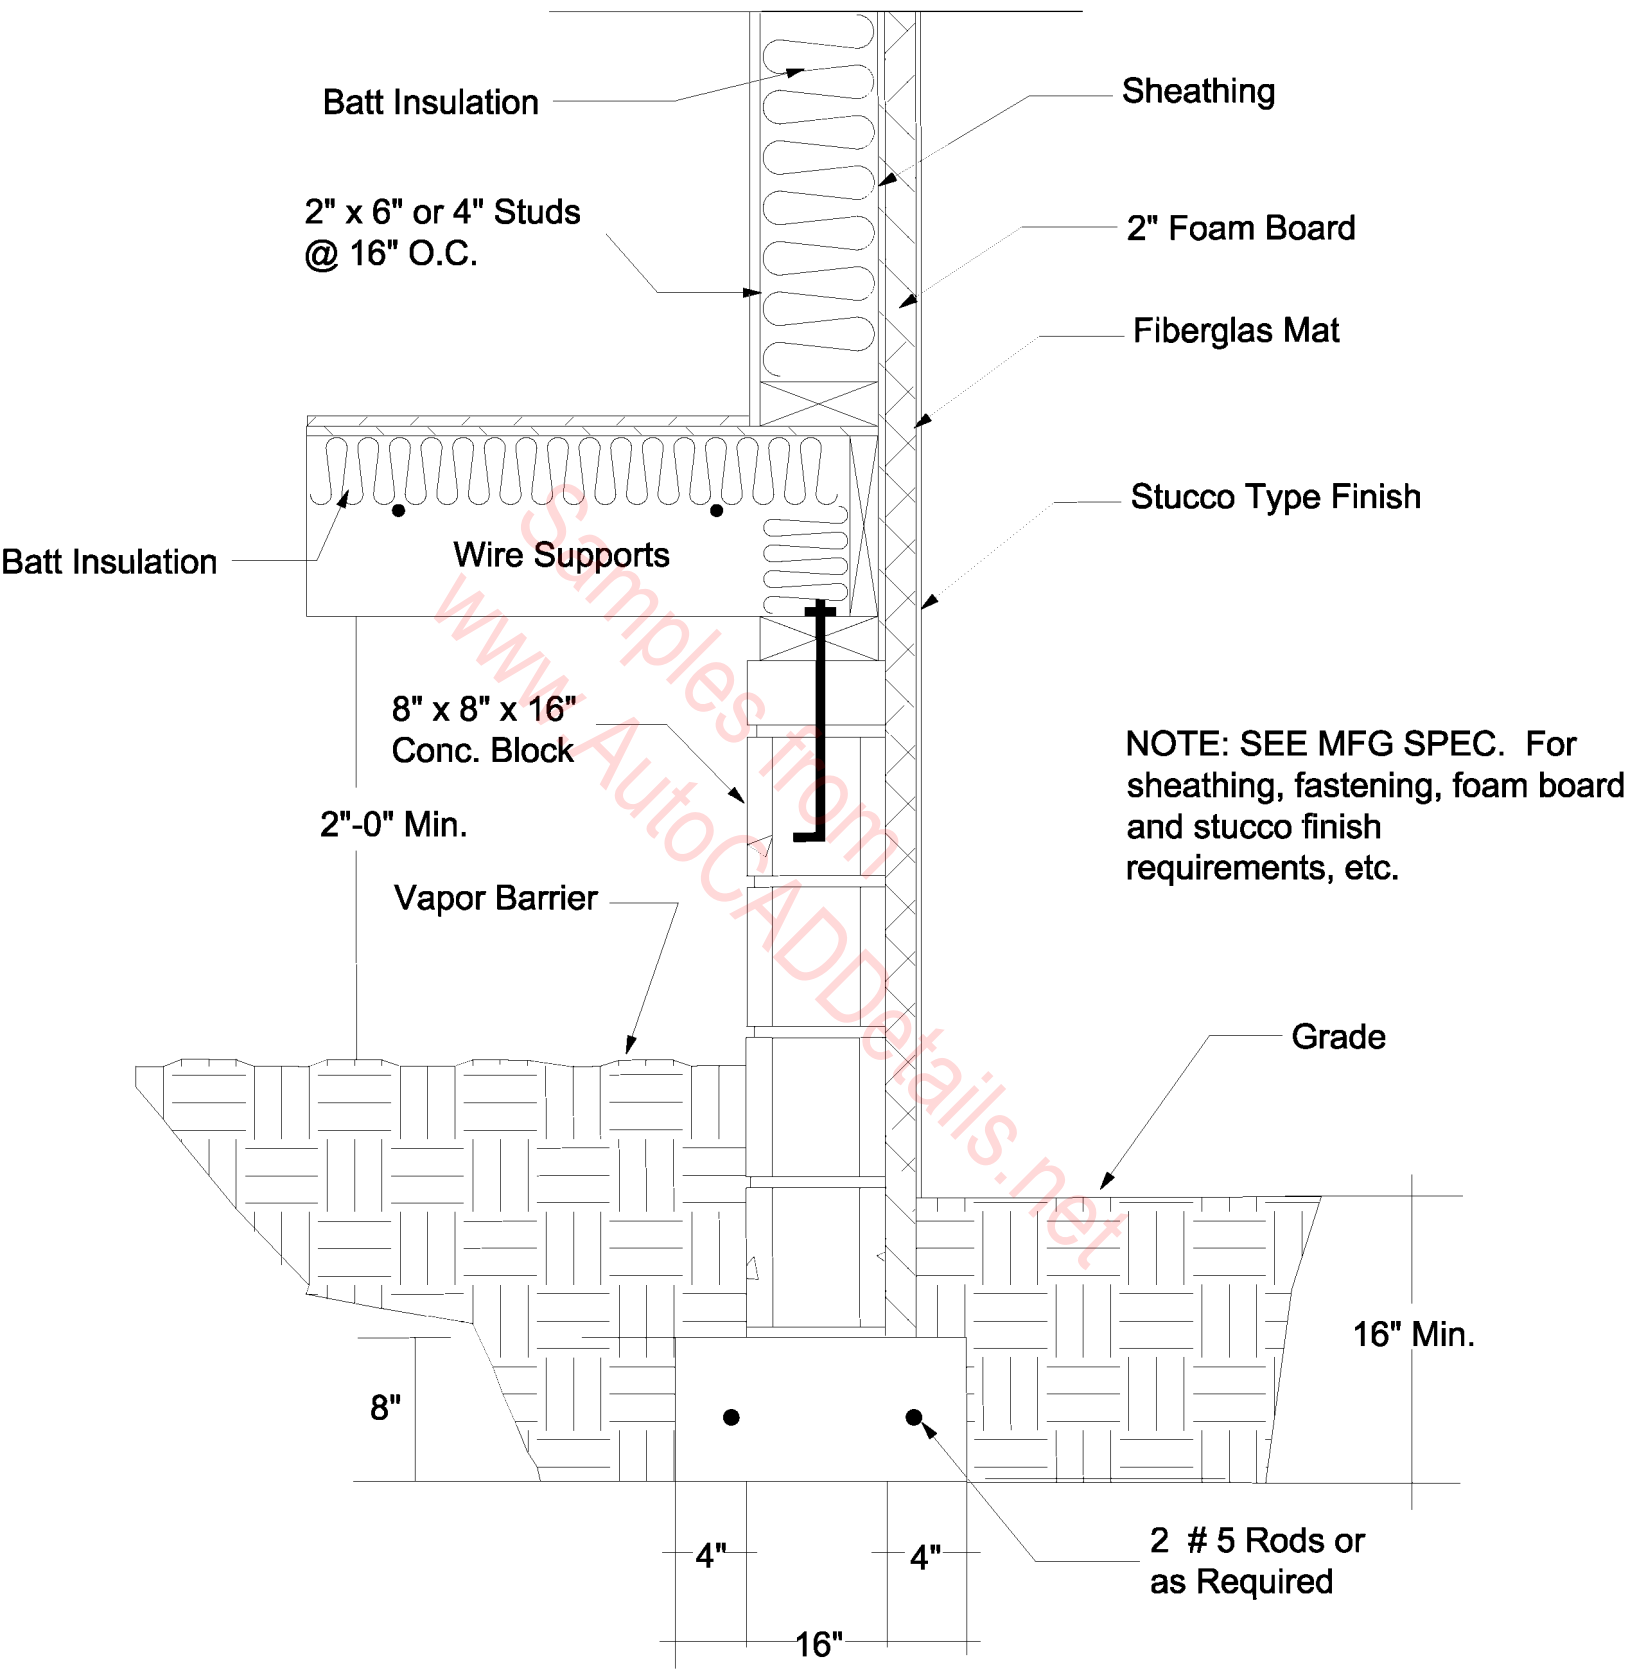 Batt Insulation
Sheathing
2" x 6" or 4" Studs
@ 16" O.C.
2" Foam Board
Fiberglas Mat
Stucco Type Finish
Batt Insulation
Wire Supports
8" x 8" x 16"
Conc. Block
NOTE: SEE MFG SPEC.  For
sheathing, fastening, foam board
and stucco finish
requirements, etc.
2"-0" Min.
Vapor Barrier
Grade
16" Min.
8"
2  # 5 Rods or
as Required
4"
4"
16"
Samples from
www.AutoCADDetails.net